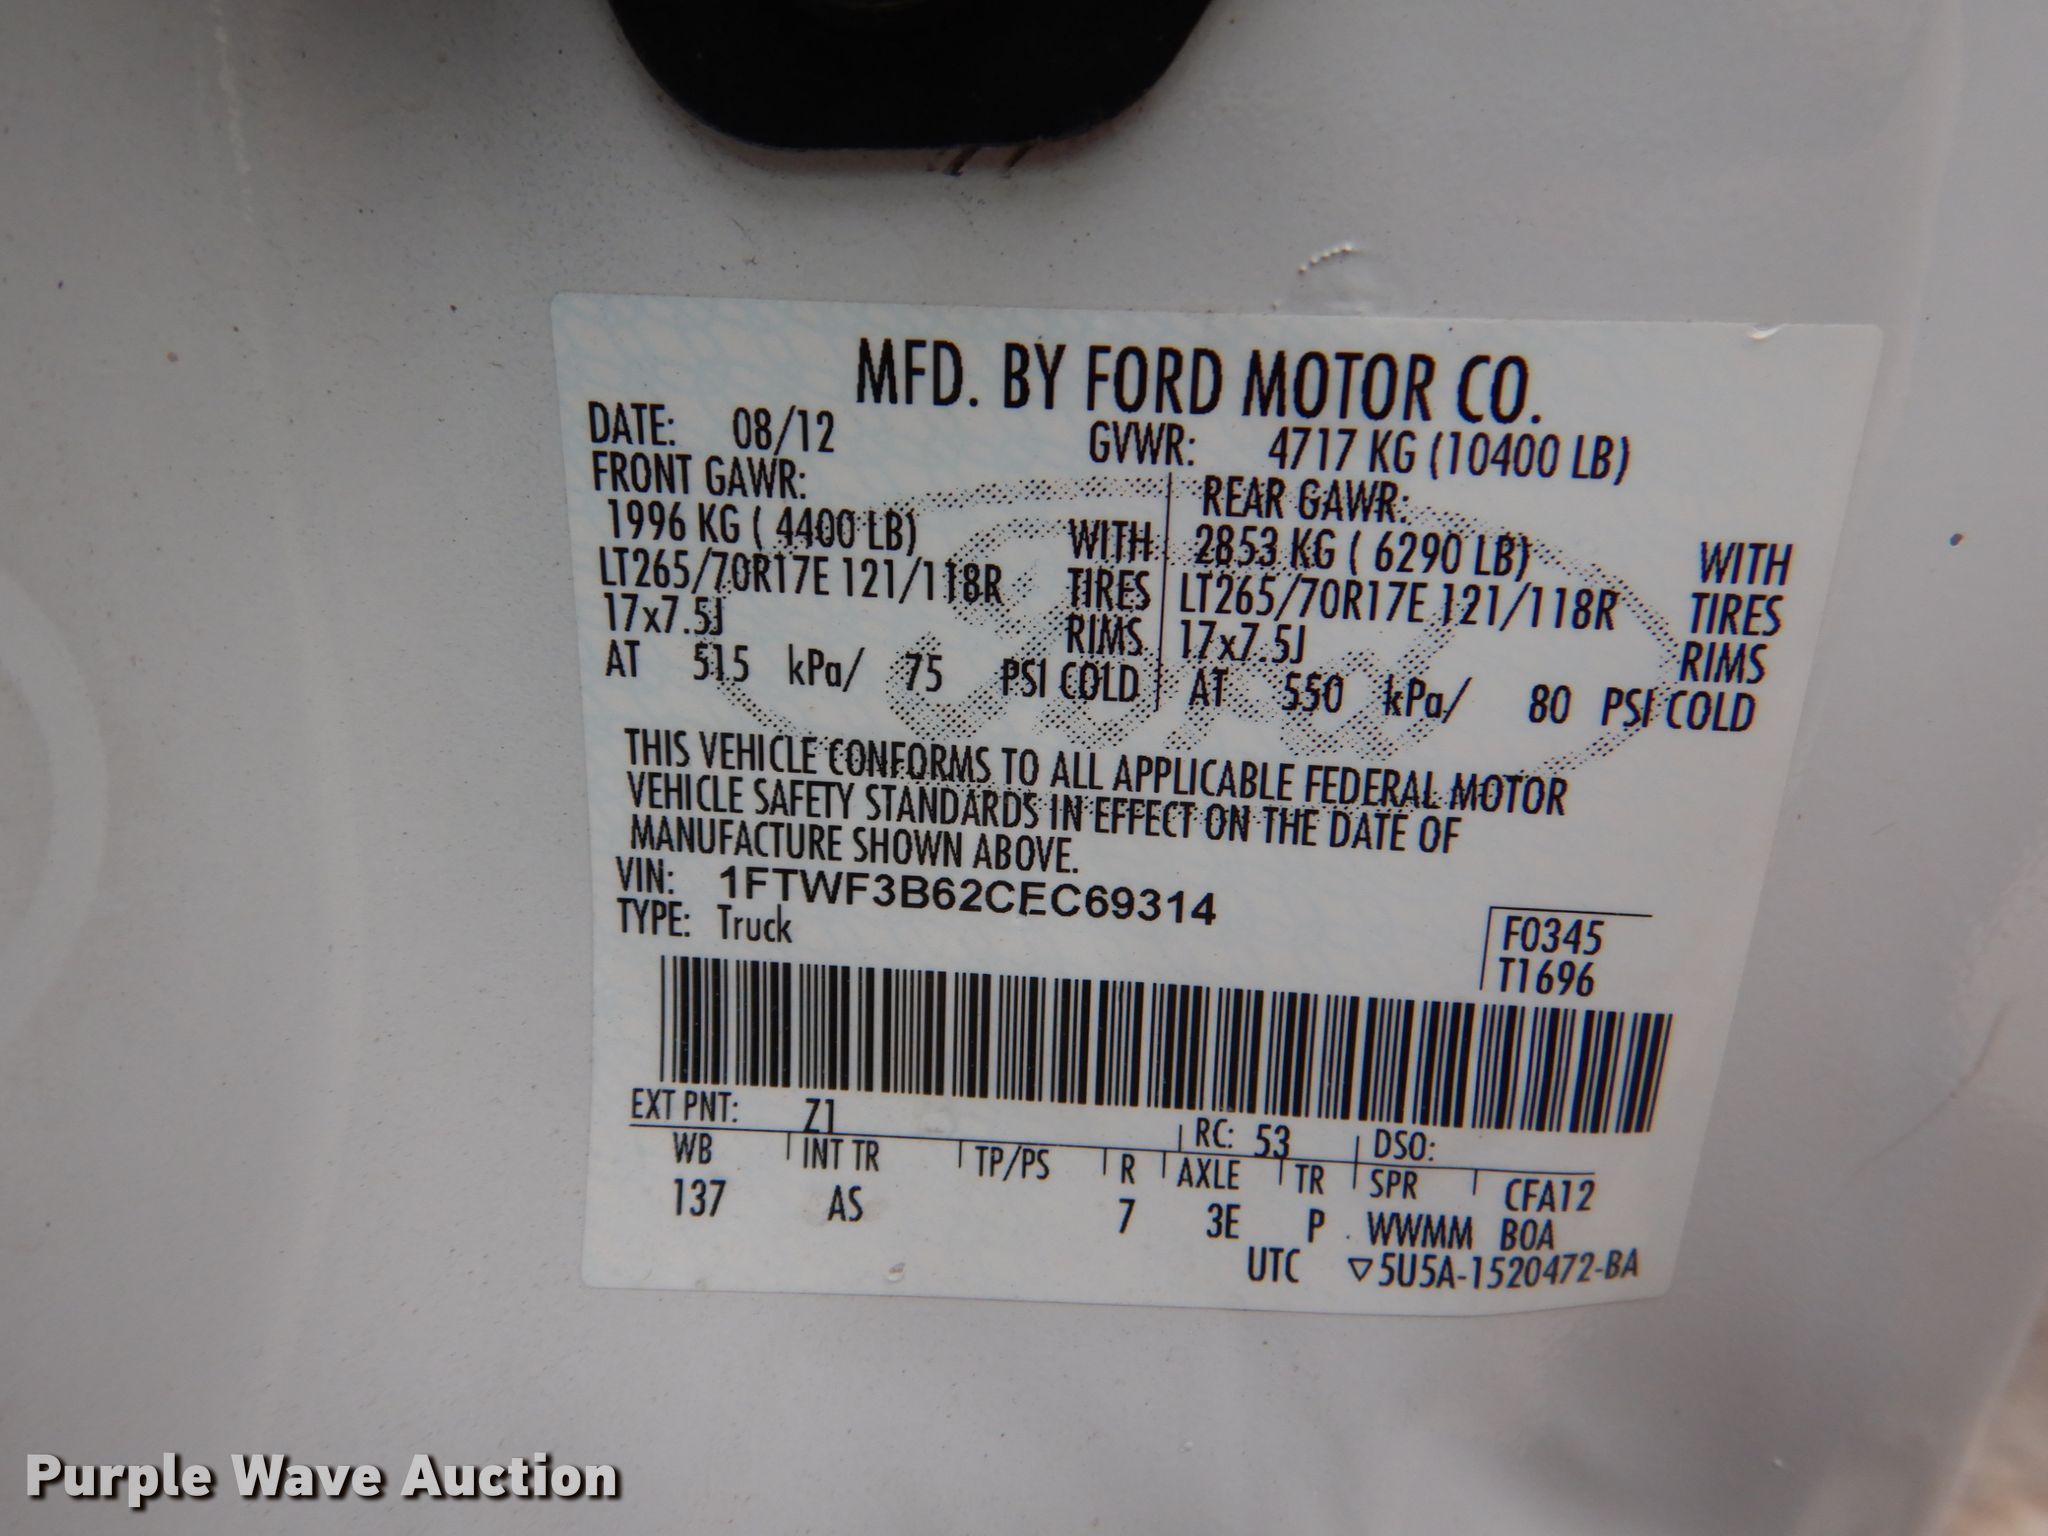 MFD. BY FORD MOTOR CO.
DATE: 08/12 GVWR: 4717 KG (10400 LB)
FRONT GAWR: REAR GAWR:
1996 KG ( 4400 LB) WITH 2853 KG ( 6290 LB) WITH
LT265/70R17E 121/118R TIRES LT265/70R17E 121/118R TIRES
17x7.5J RIMS 17x7.5J RIMS
AT 515 kPa/ 75 PSI COLD AT 550 kPa/ 80 PSI COLD
Ford
THIS VEHICLE CONFORMS TO ALL APPLICABLE FEDERAL MOTOR
VEHICLE SAFETY STANDARDS IN EFFECT ON THE DATE OF
MANUFACTURE SHOWN ABOVE.
VIN: 1FTWF3B62CEC69314
TYPE: Truck F0345
T1696
EXT PNT: Z1 RC: 53 DSO:
WB INT TR TP/PS R AXLE TR SPR CFA12
137 AS 7 3E P WWMM BOA
UTC ▽5U5A-1520472-BA
Purple Wave Auction